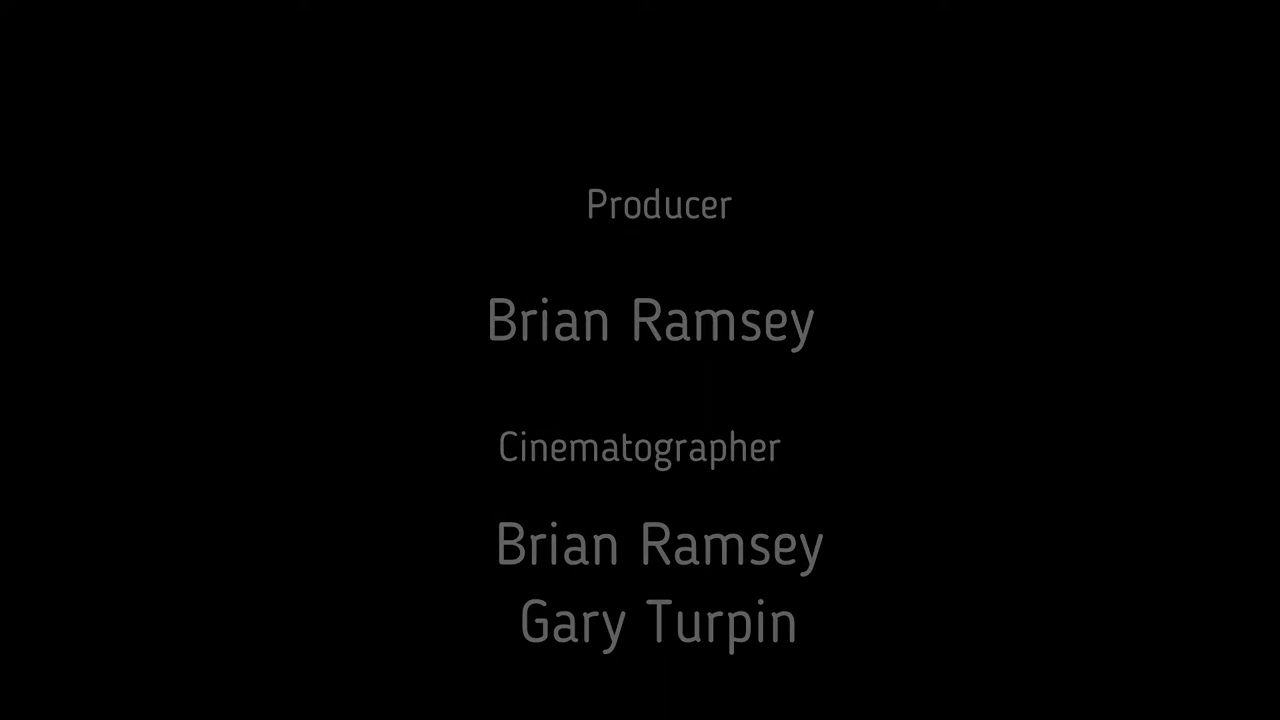 Producer
Brian Ramsey
Cinematographer
Brian Ramsey
Gary Turpin